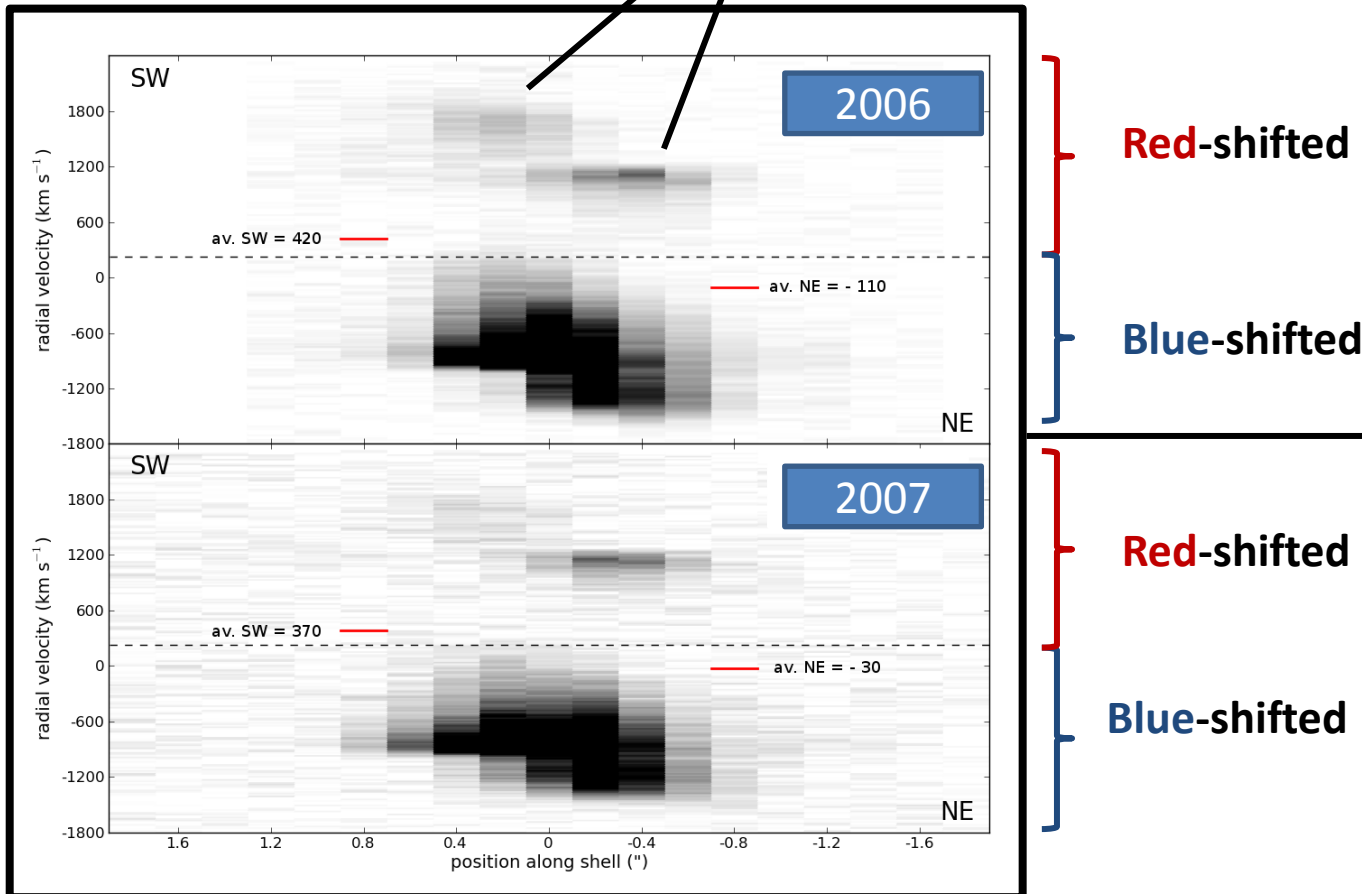 SW
2006
1800
1200
600
0
-600
-1200
-1800
radial velocity (km s⁻¹)
av. SW = 420
av. NE = - 110
NE
Red-shifted
Blue-shifted
SW
2007
1800
1200
600
0
-600
-1200
-1800
radial velocity (km s⁻¹)
av. SW = 370
av. NE = - 30
NE
Red-shifted
Blue-shifted
1.6 1.2 0.8 0.4 0 -0.4 -0.8 -1.2 -1.6
position along shell (")